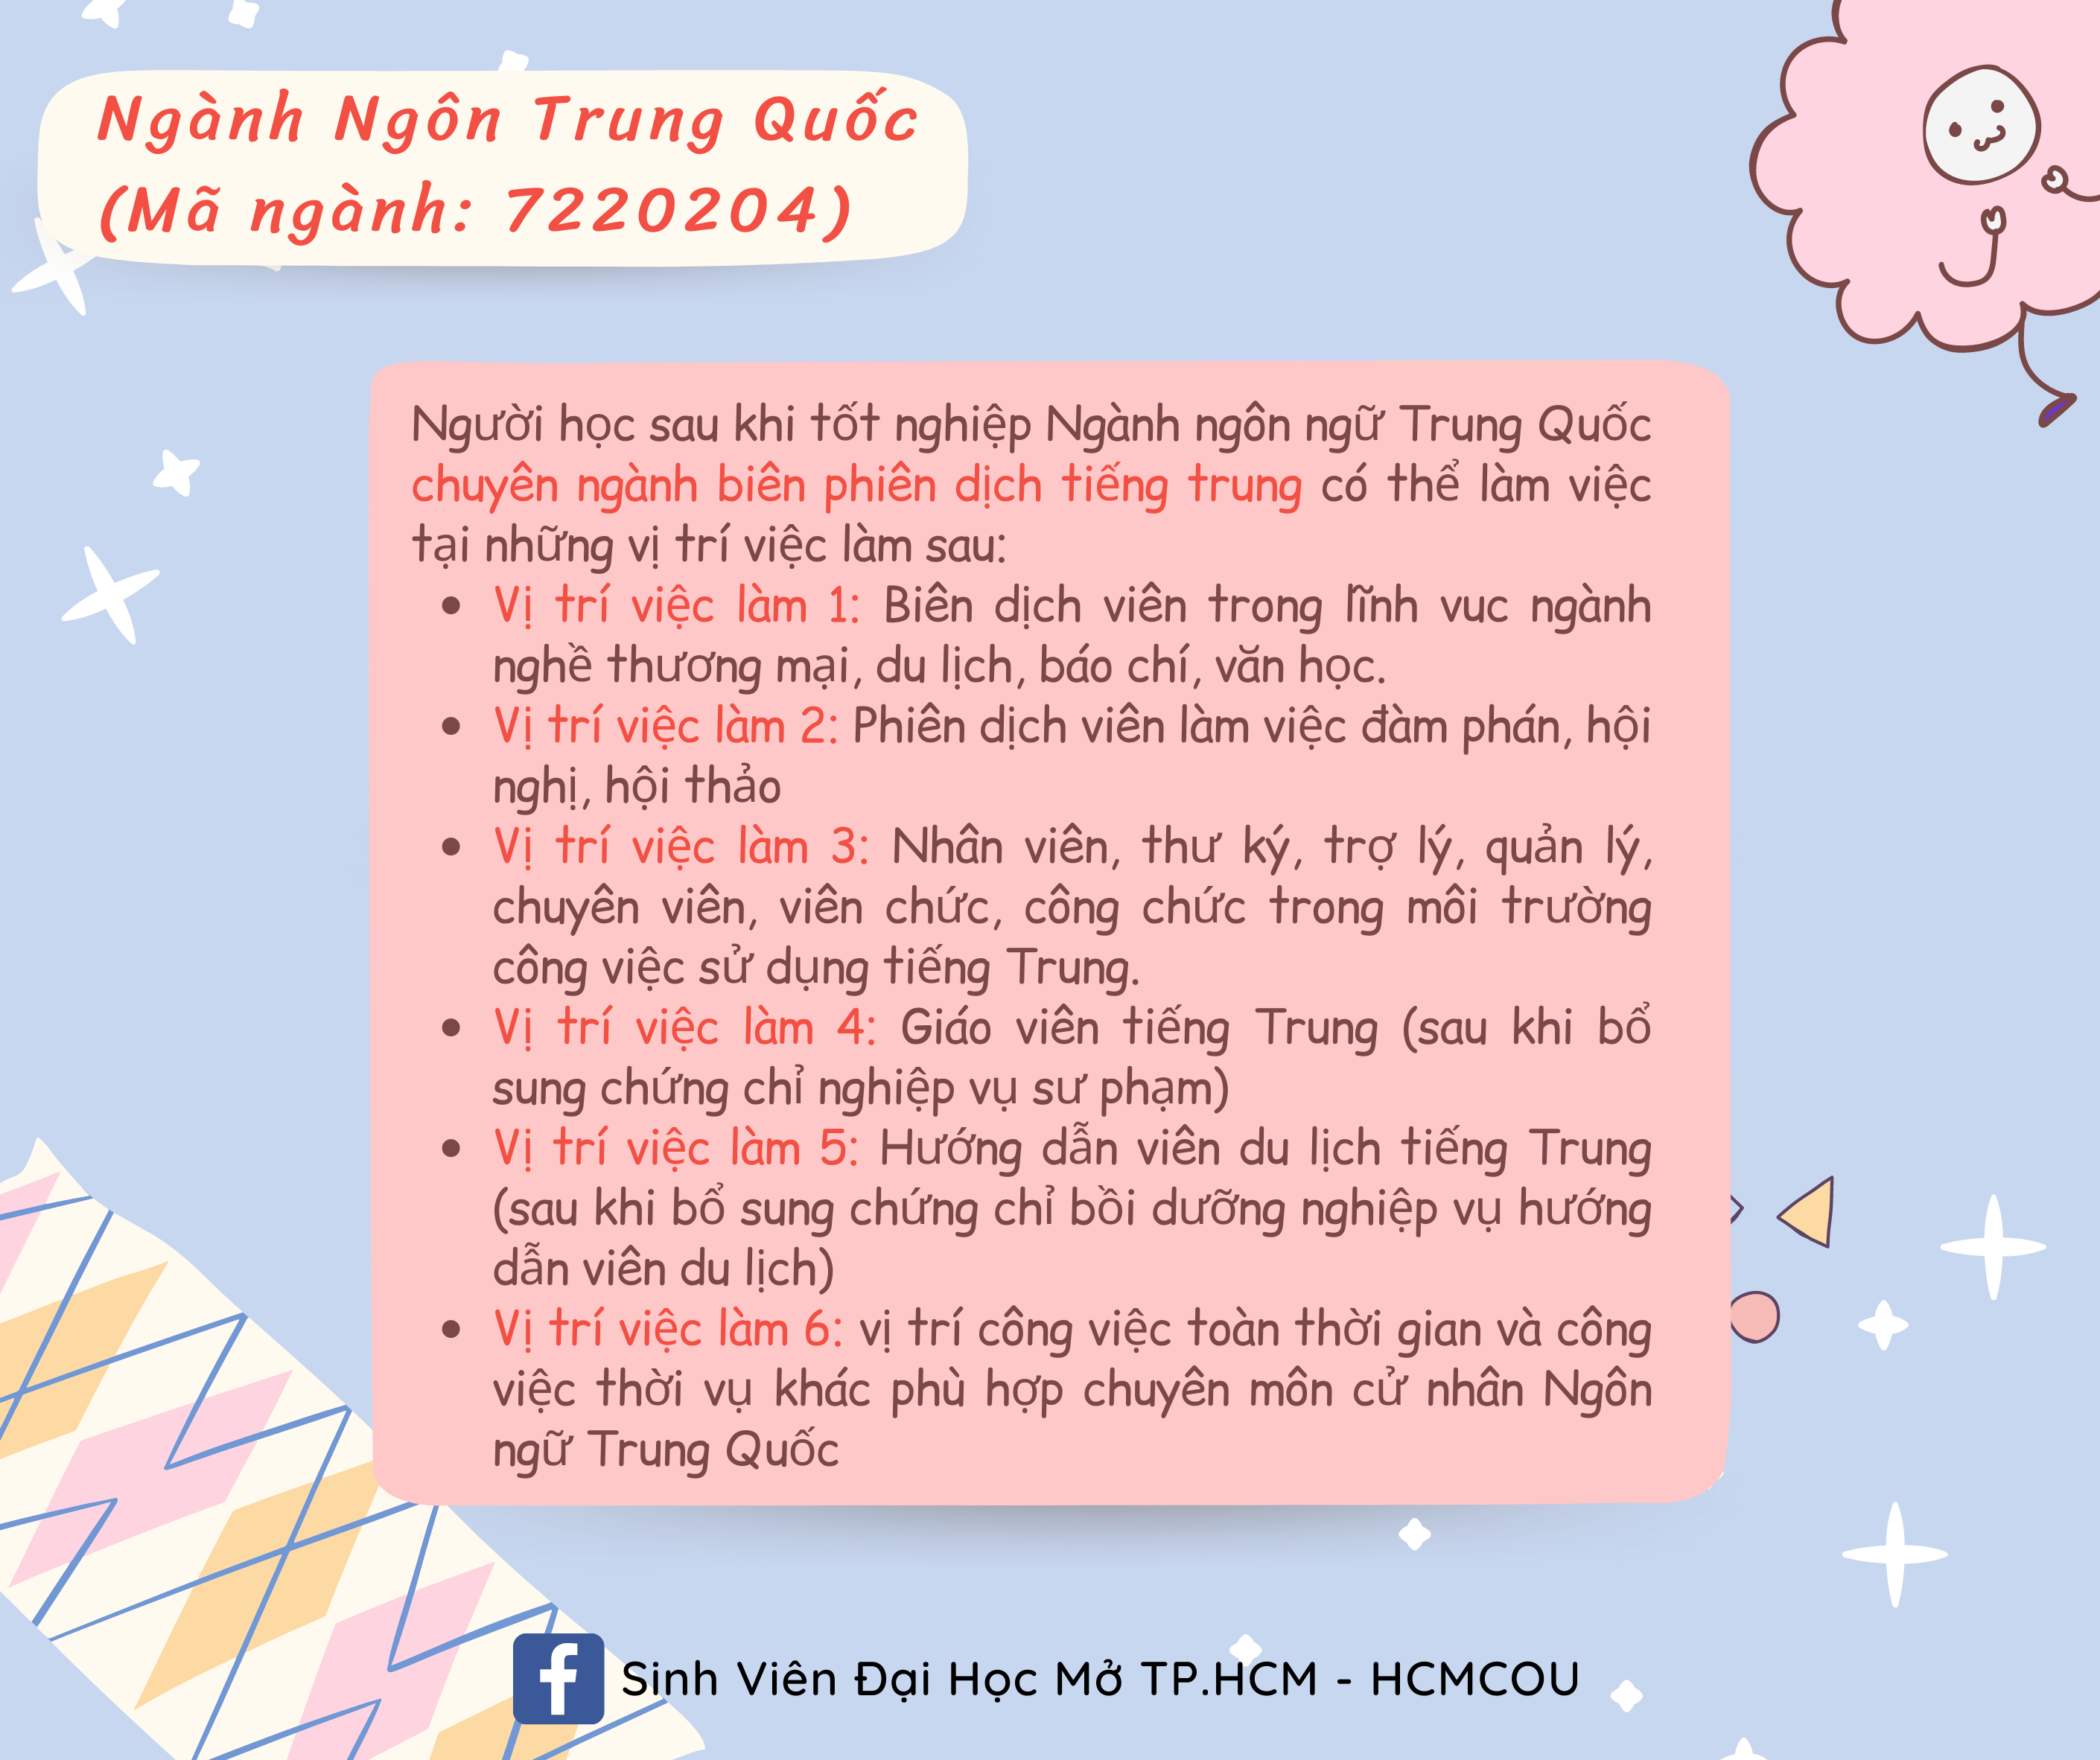 Ngành Ngôn Trung Quốc
(Mã ngành: 7220204)
Người học sau khi tốt nghiệp Ngành ngôn ngữ Trung Quốc
chuyên ngành biên phiên dịch tiếng trung có thể làm việc
tại những vị trí việc làm sau:
• Vị trí việc làm 1: Biên dịch viên trong lĩnh vuc ngành
nghề thương mại, du lịch, báo chí, văn học.
• Vị trí việc làm 2: Phiên dịch viên làm việc đàm phán, hội
nghị, hội thảo
• Vị trí việc làm 3: Nhân viên, thư ký, trợ lý, quản lý,
chuyên viên, viên chức, công chức trong môi trường
công việc sử dụng tiếng Trung.
• Vị trí việc làm 4: Giáo viên tiếng Trung (sau khi bổ
sung chứng chỉ nghiệp vụ sư phạm)
• Vị trí việc làm 5: Hướng dẫn viên du lịch tiếng Trung
(sau khi bổ sung chứng chỉ bồi dưỡng nghiệp vụ hướng
dẫn viên du lịch)
• Vị trí việc làm 6: vị trí công việc toàn thời gian và công
việc thời vụ khác phù hợp chuyên môn cử nhân Ngôn
ngữ Trung Quốc
Sinh Viên Đại Học Mở TP.HCM - HCMCOU